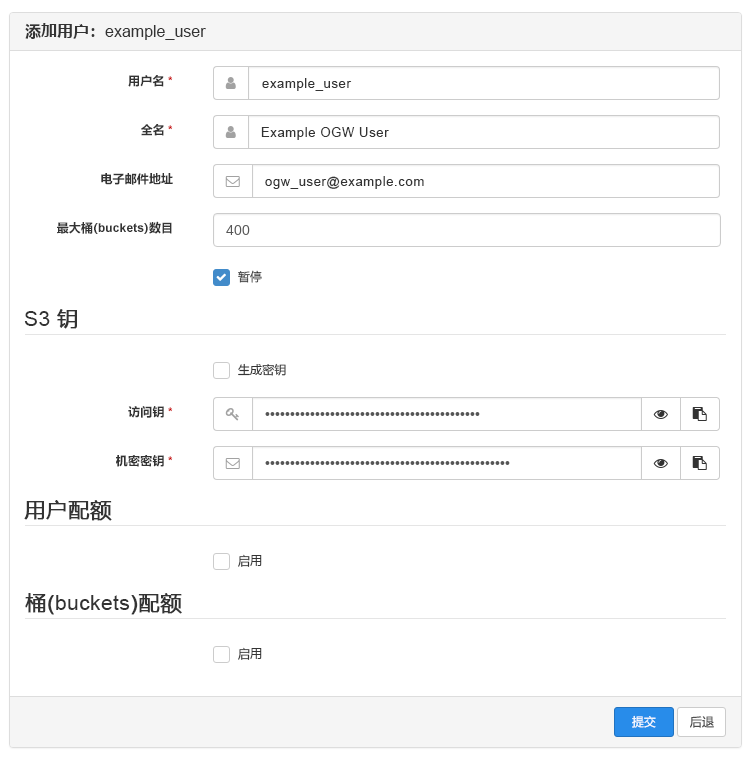 添加用户：example_user
用户名 * example_user
全名 * Example OGW User
电子邮件地址 ogw_user@example.com
最大桶(buckets)数目 400
暂停
S3 钥
生成密钥
访问钥 *
机密密钥 *
用户配额
启用
桶(buckets)配额
启用
提交 后退